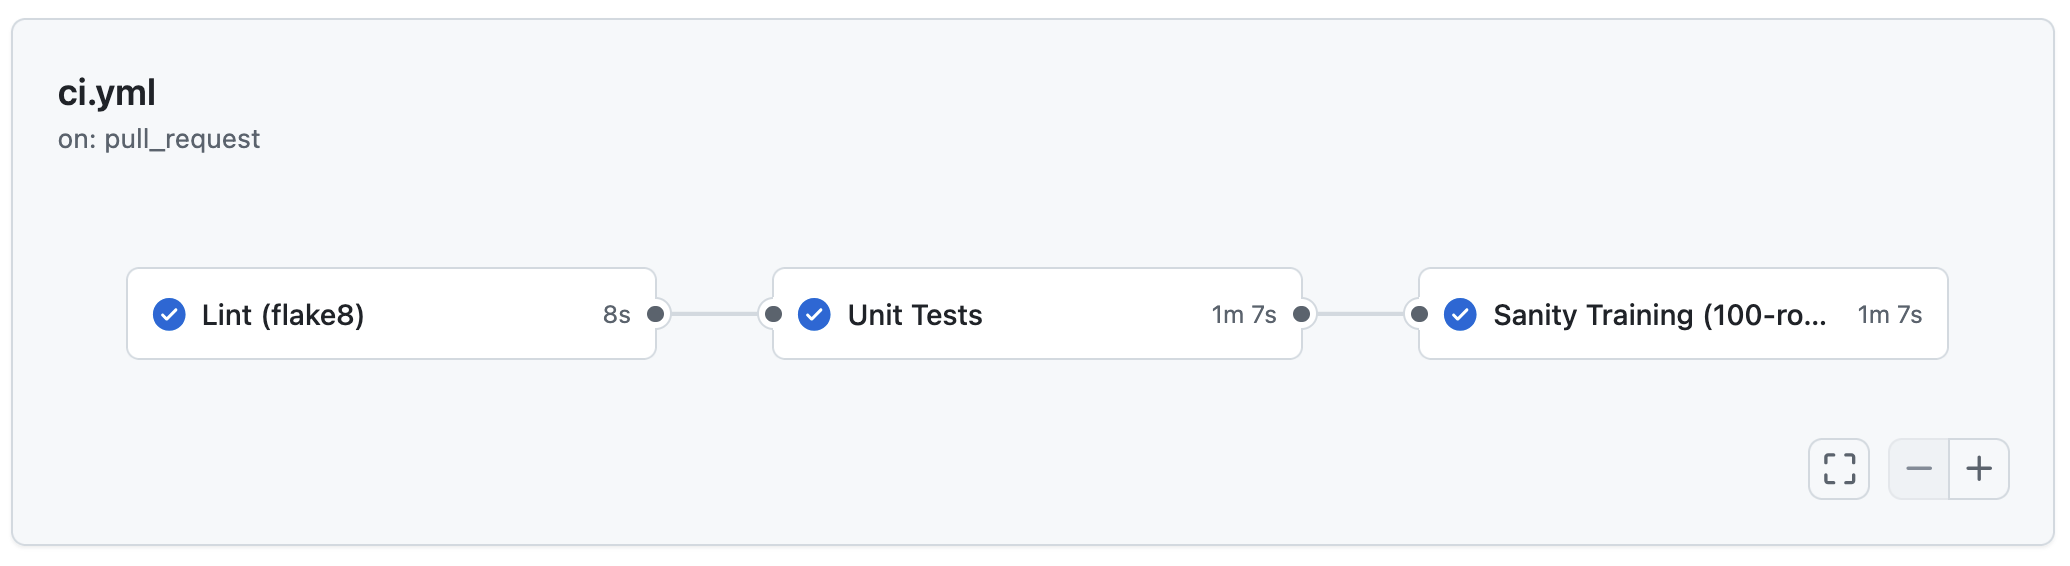 ci.yml
on: pull_request
Lint (flake8) 8s
Unit Tests 1m 7s
Sanity Training (100-ro... 1m 7s